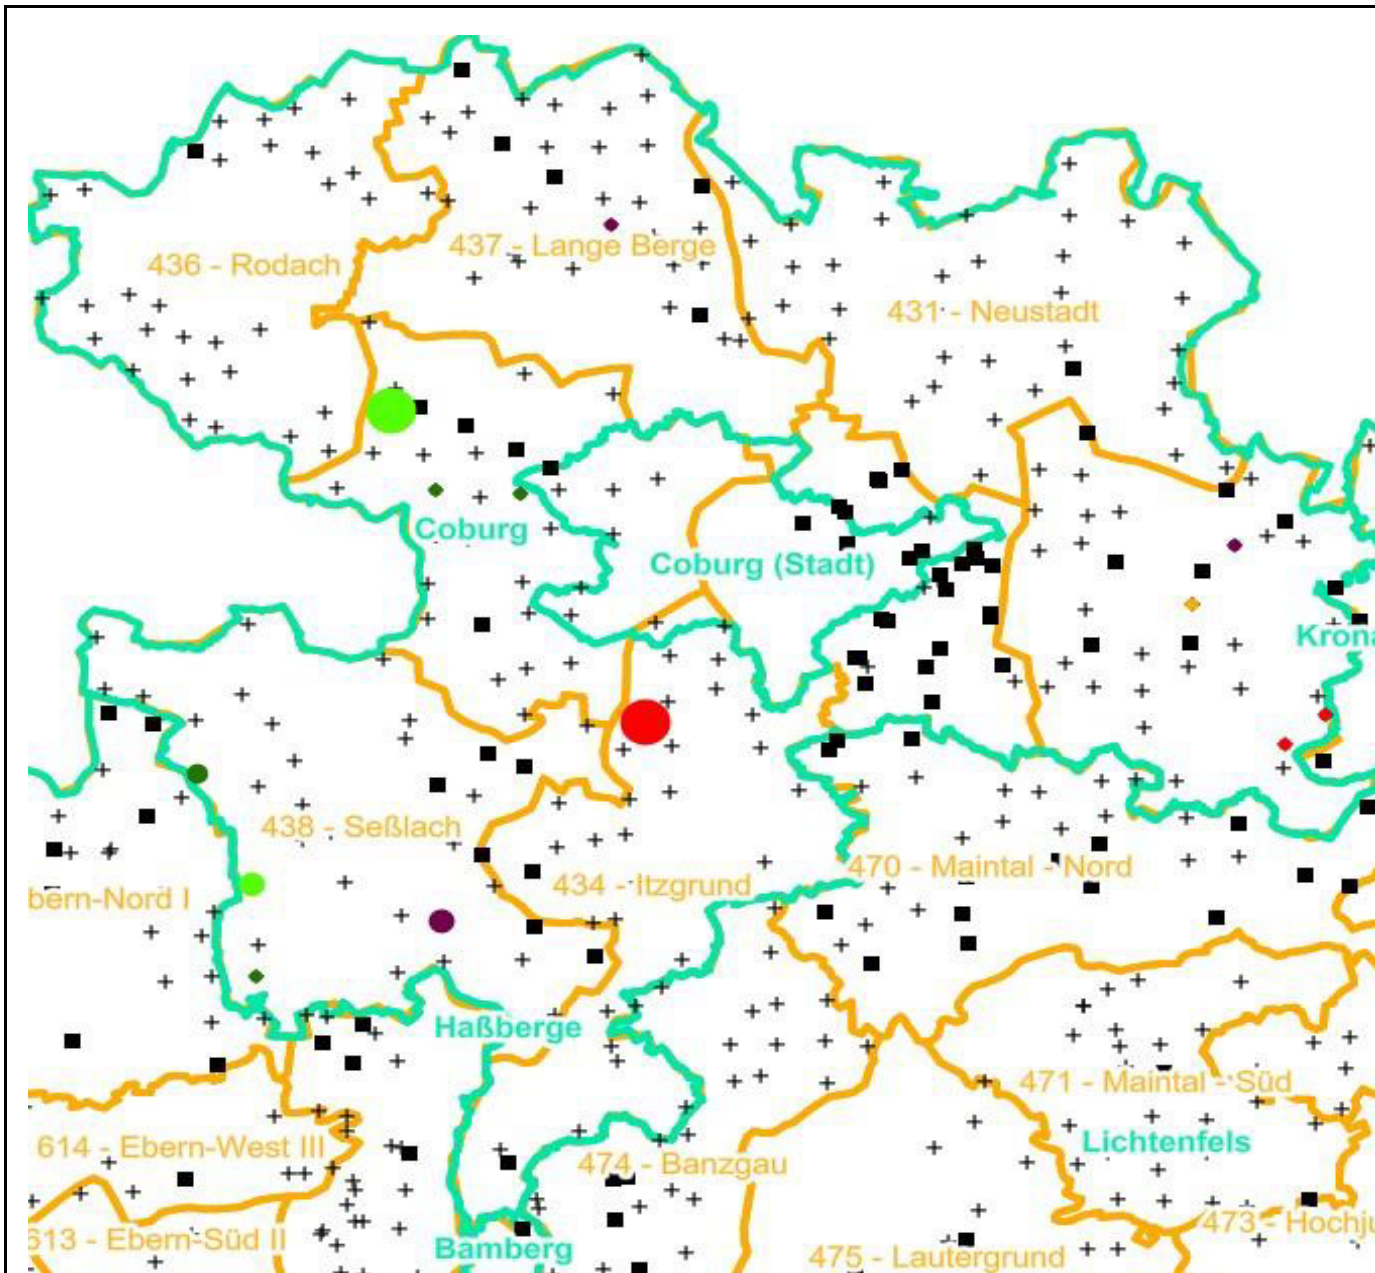 437 - Lange Berge
436 - Rodach
431 - Neustadt
Coburg
Coburg (Stadt)
Krona
438 - Seßlach
434 - Itzgrund
470 - Maintal - Nord
bern-Nord I
Haßberge
471 - Maintal - Süd
614 - Ebern-West III
Lichtenfels
474 - Banzgau
473 - Hochju
613 - Ebern-Süd II
Bamberg
475 - Lautergrund